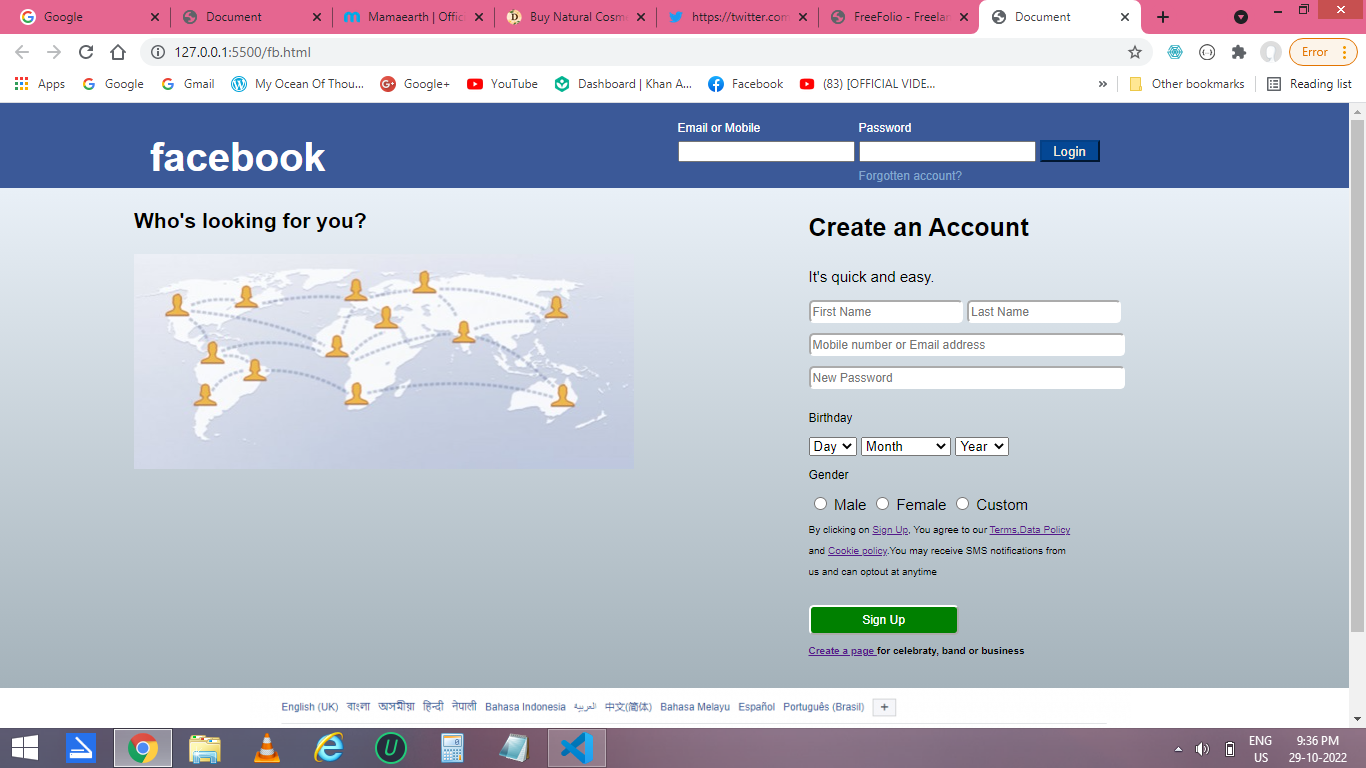 Google Document Mamaearth | Offic Buy Natural Cosme https://twitter.com FreeFolio - Freelan Document
127.0.0.1:5500/fb.html Error
Apps Google Gmail My Ocean Of Thou... Google+ YouTube Dashboard | Khan A... Facebook (83) [OFFICIAL VIDE... » Other bookmarks Reading list
Email or Mobile Password
facebook Login
Forgotten account?
Who's looking for you?
Create an Account
It's quick and easy.
First Name Last Name
Mobile number or Email address
New Password
Birthday
Day Month Year
Gender
Male Female Custom
By clicking on Sign Up, You agree to our Terms,Data Policy
and Cookie policy.You may receive SMS notifications from
us and can optout at anytime
Sign Up
Create a page for celebraty, band or business
English (UK) বাংলা অসমীয়া हिन्दी नेपाली Bahasa Indonesia العربية 中文(简体) Bahasa Melayu Español Português (Brasil) +
ENG 9:36 PM
US 29-10-2022